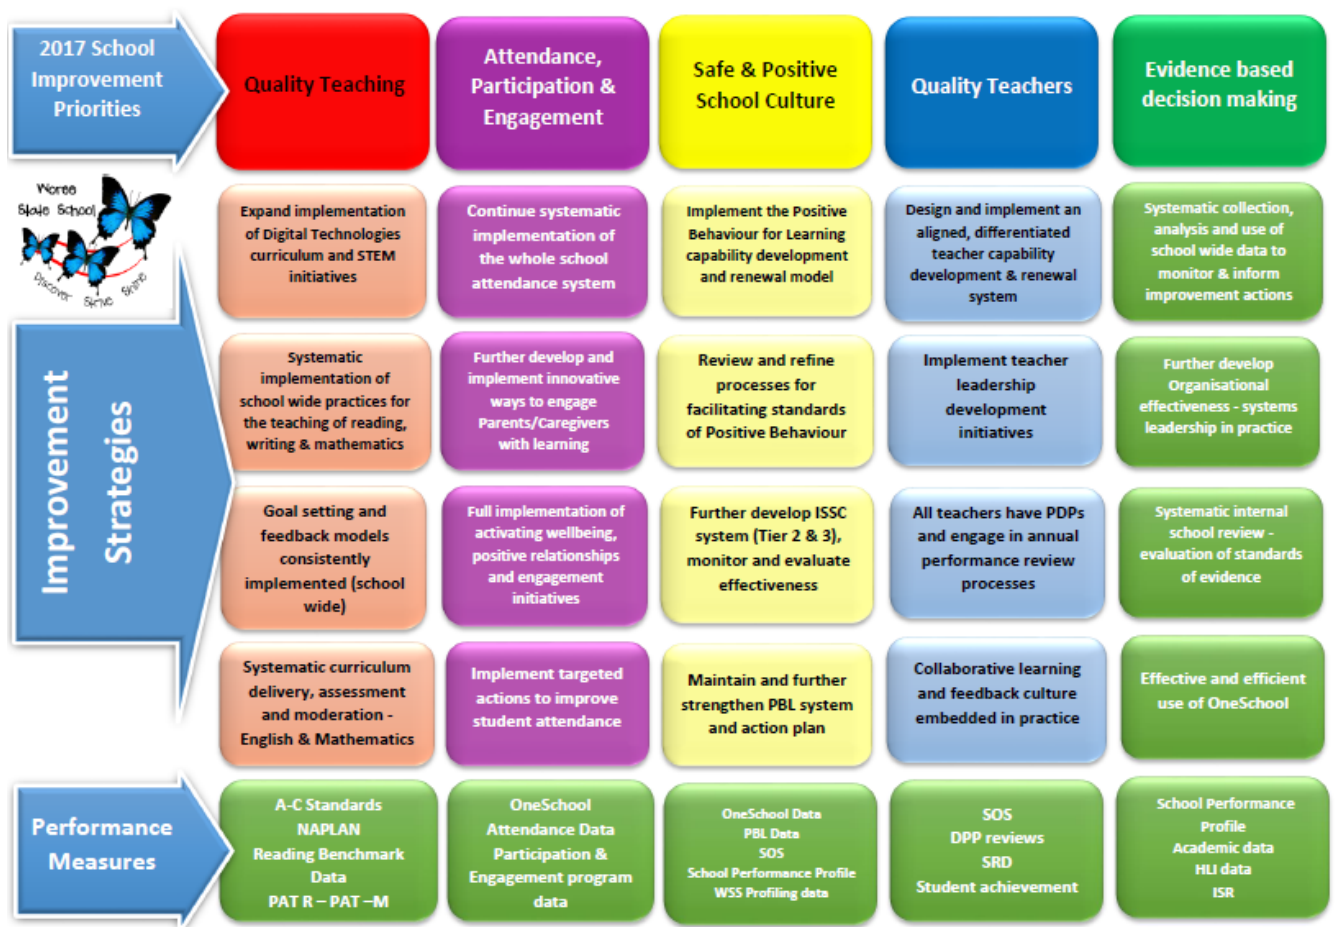 2017 School
Improvement
Priorities
Quality Teaching
Attendance,
Participation &
Engagement
Safe & Positive
School Culture
Quality Teachers
Evidence based
decision making
Woree
State School
Discover Strive Shine
Improvement
Strategies
Expand implementation
of Digital Technologies
curriculum and STEM
initiatives
Continue systematic
implementation of
the whole school
attendance system
Implement the Positive
Behaviour for Learning
capability development
and renewal model
Design and implement an
aligned, differentiated
teacher capability
development & renewal
system
Systematic collection,
analysis and use of
school wide data to
monitor & inform
improvement actions
Systematic
implementation of
school wide practices for
the teaching of reading,
writing & mathematics
Further develop and
implement innovative
ways to engage
Parents/Caregivers
with learning
Review and refine
processes for
facilitating standards
of Positive Behaviour
Implement teacher
leadership
development
initiatives
Further develop
Organisational
effectiveness - systems
leadership in practice
Goal setting and
feedback models
consistently
implemented (school
wide)
Full implementation of
activating wellbeing,
positive relationships
and engagement
initiatives
Further develop ISSC
system (Tier 2 & 3),
monitor and evaluate
effectiveness
All teachers have PDPs
and engage in annual
performance review
processes
Systematic internal
school review -
evaluation of standards
of evidence
Systematic curriculum
delivery, assessment
and moderation -
English & Mathematics
Implement targeted
actions to improve
student attendance
Maintain and further
strengthen PBL system
and action plan
Collaborative learning
and feedback culture
embedded in practice
Effective and efficient
use of OneSchool
Performance
Measures
A-C Standards
NAPLAN
Reading Benchmark
Data
PAT R – PAT –M
OneSchool
Attendance Data
Participation &
Engagement program
data
OneSchool Data
PBL Data
SOS
School Performance Profile
WSS Profiling data
SOS
DPP reviews
SRD
Student achievement
School Performance
Profile
Academic data
HLI data
ISR